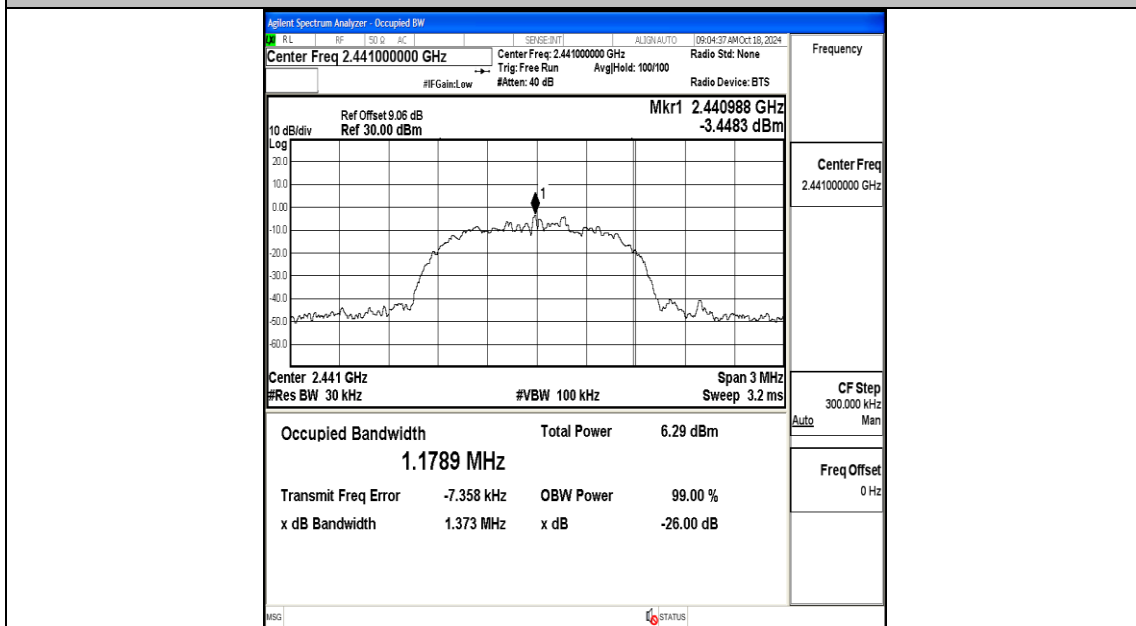 Agilent Spectrum Analyzer - Occupied BW
LXI RL RF 50 Ω AC SENSE:INT ALIGN AUTO 09:04:37 AM Oct 18, 2024
Center Freq 2.441000000 GHz Center Freq: 2.441000000 GHz Radio Std: None
Trig: Free Run Avg|Hold: 100/100
#IFGain:Low #Atten: 40 dB Radio Device: BTS
Frequency
Mkr1 2.440988 GHz
-3.4483 dBm
Ref Offset 9.06 dB
10 dB/div Ref 30.00 dBm
Log
20.0
10.0
0.00
-10.0
-20.0
-30.0
-40.0
-50.0
-60.0
1
Center 2.441 GHz Span 3 MHz
#Res BW 30 kHz #VBW 100 kHz Sweep 3.2 ms
Occupied Bandwidth Total Power 6.29 dBm
1.1789 MHz
Transmit Freq Error -7.358 kHz OBW Power 99.00 %
x dB Bandwidth 1.373 MHz x dB -26.00 dB
Center Freq
2.441000000 GHz
CF Step
300.000 kHz
Auto Man
Freq Offset
0 Hz
MSG STATUS